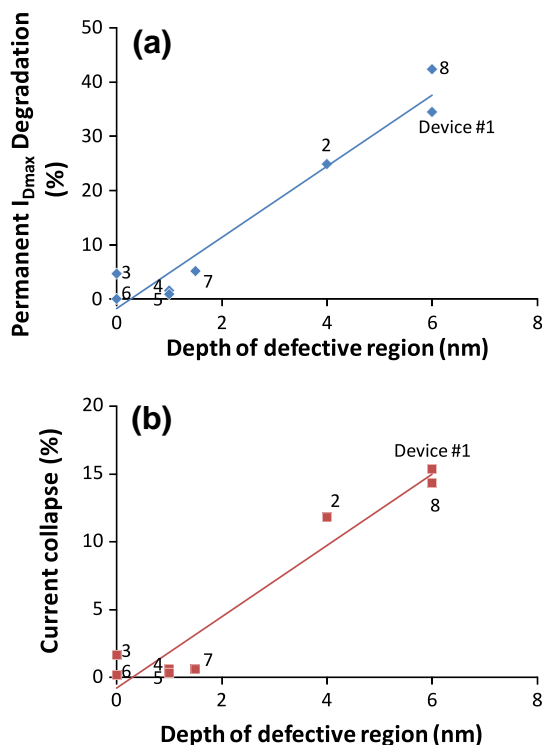 (a)
Permanent IDmax Degradation
(%)
50
40
30
20
10
0
8
Device #1
2
3
6
4
5
7
0 2 4 6 8
Depth of defective region (nm)
(b)
Current collapse (%)
20
15
10
5
0
Device #1
8
2
3
6
4
5
7
0 2 4 6 8
Depth of defective region (nm)